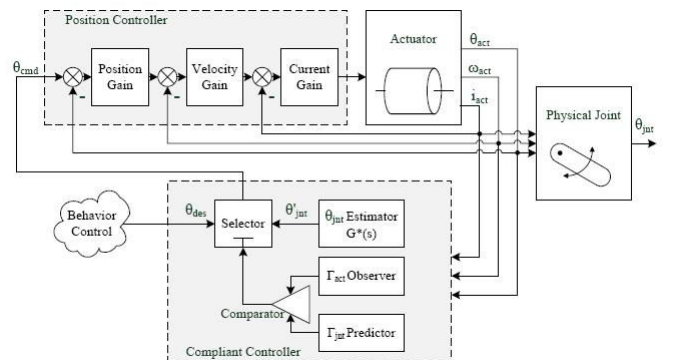 Position Controller
Actuator
θact
θcmd
Position
Gain
Velocity
Gain
Current
Gain
ωact
iact
-
-
-
Physical Joint
θjnt
Behavior
Control
θdes
Selector
θ'jnt
θjnt Estimator
G*(s)
Γact Observer
Comparator
Γjnt Predictor
Compliant Controller